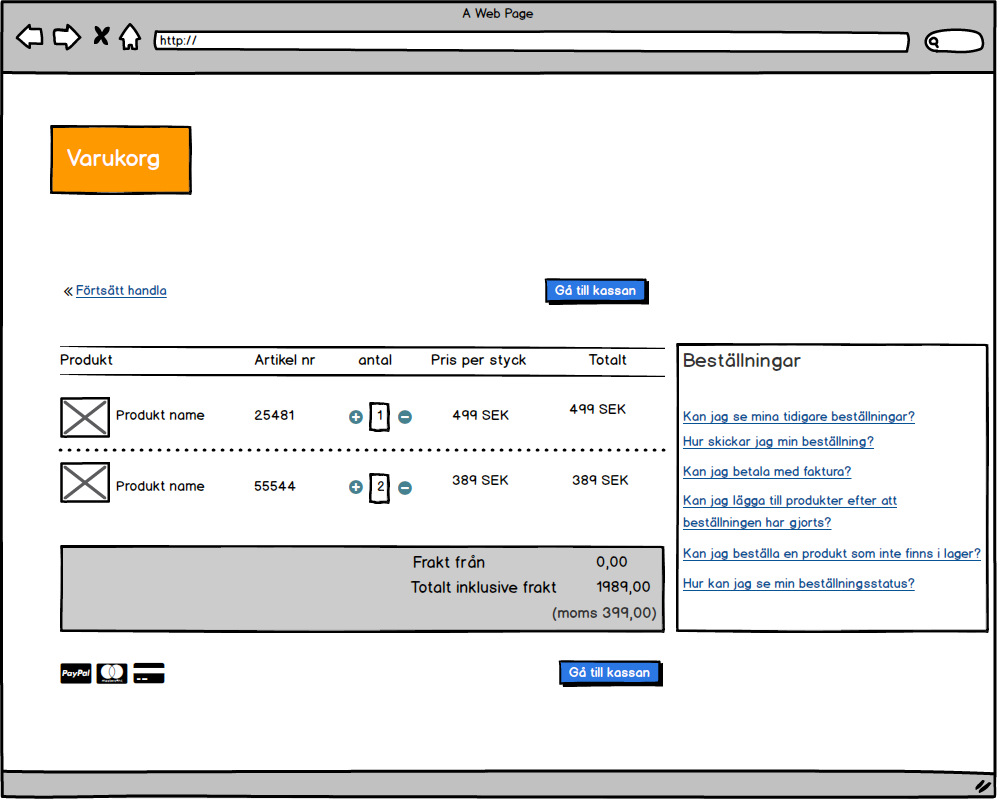 A Web Page
http://
Varukorg
« Förtsätt handla
Gå till kassan
Produkt Artikel nr antal Pris per styck Totalt
Produkt name 25481 1 499 SEK 499 SEK
Produkt name 55544 2 389 SEK 389 SEK
Frakt från 0,00
Totalt inklusive frakt 1989,00
(moms 399,00)
Beställningar
Kan jag se mina tidigare beställningar?
Hur skickar jag min beställning?
Kan jag betala med faktura?
Kan jag lägga till produkter efter att
beställningen har gjorts?
Kan jag beställa en produkt som inte finns i lager?
Hur kan jag se min beställningsstatus?
PayPal
Gå till kassan